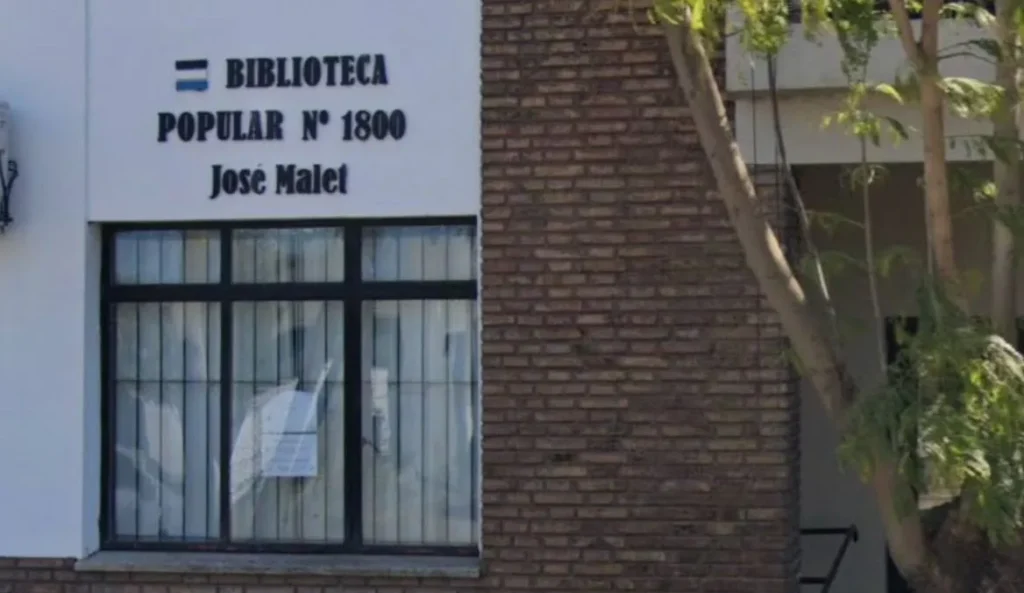 BIBLIOTECA
POPULAR Nº 1800
José Malet